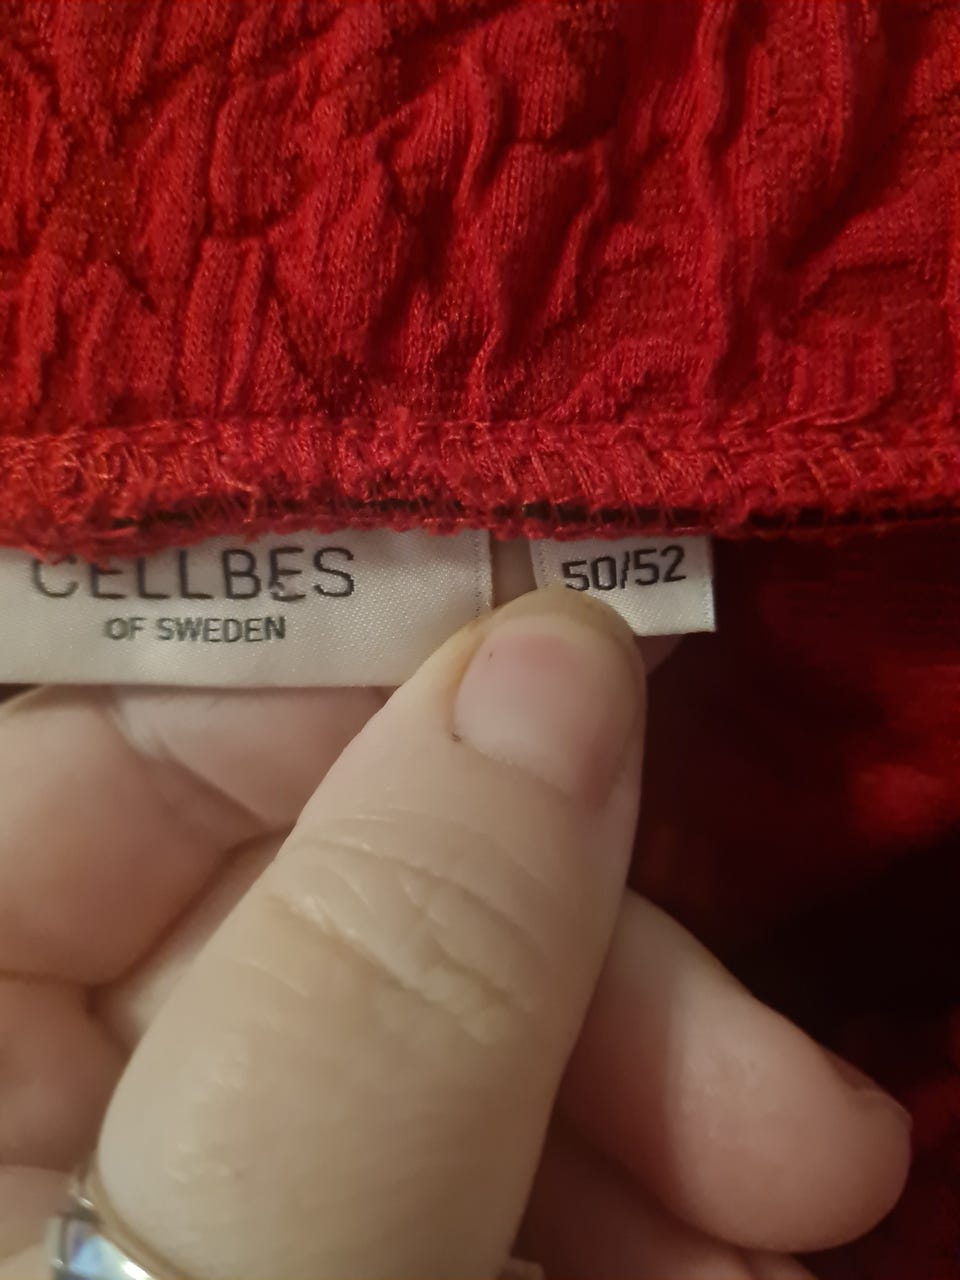 CELLBES
OF SWEDEN
50/52